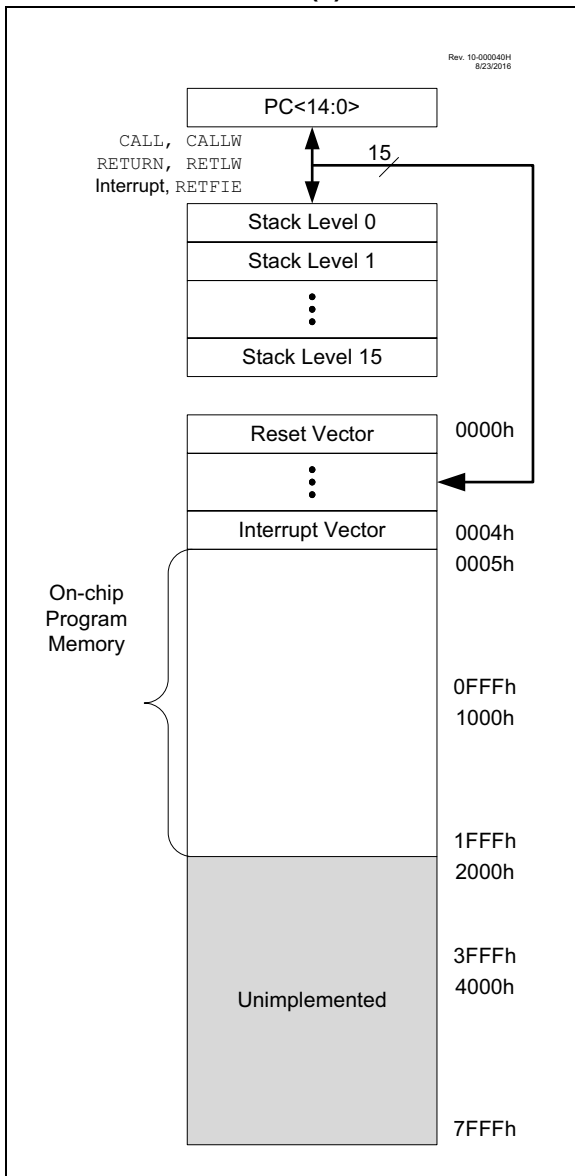 Rev. 10-000040H
8/23/2016
PC<14:0>
CALL, CALLW
RETURN, RETLW
Interrupt, RETFIE
15
Stack Level 0
Stack Level 1
Stack Level 15
Reset Vector
0000h
Interrupt Vector
0004h
0005h
On-chip
Program
Memory
0FFFh
1000h
1FFFh
2000h
3FFFh
4000h
Unimplemented
7FFFh